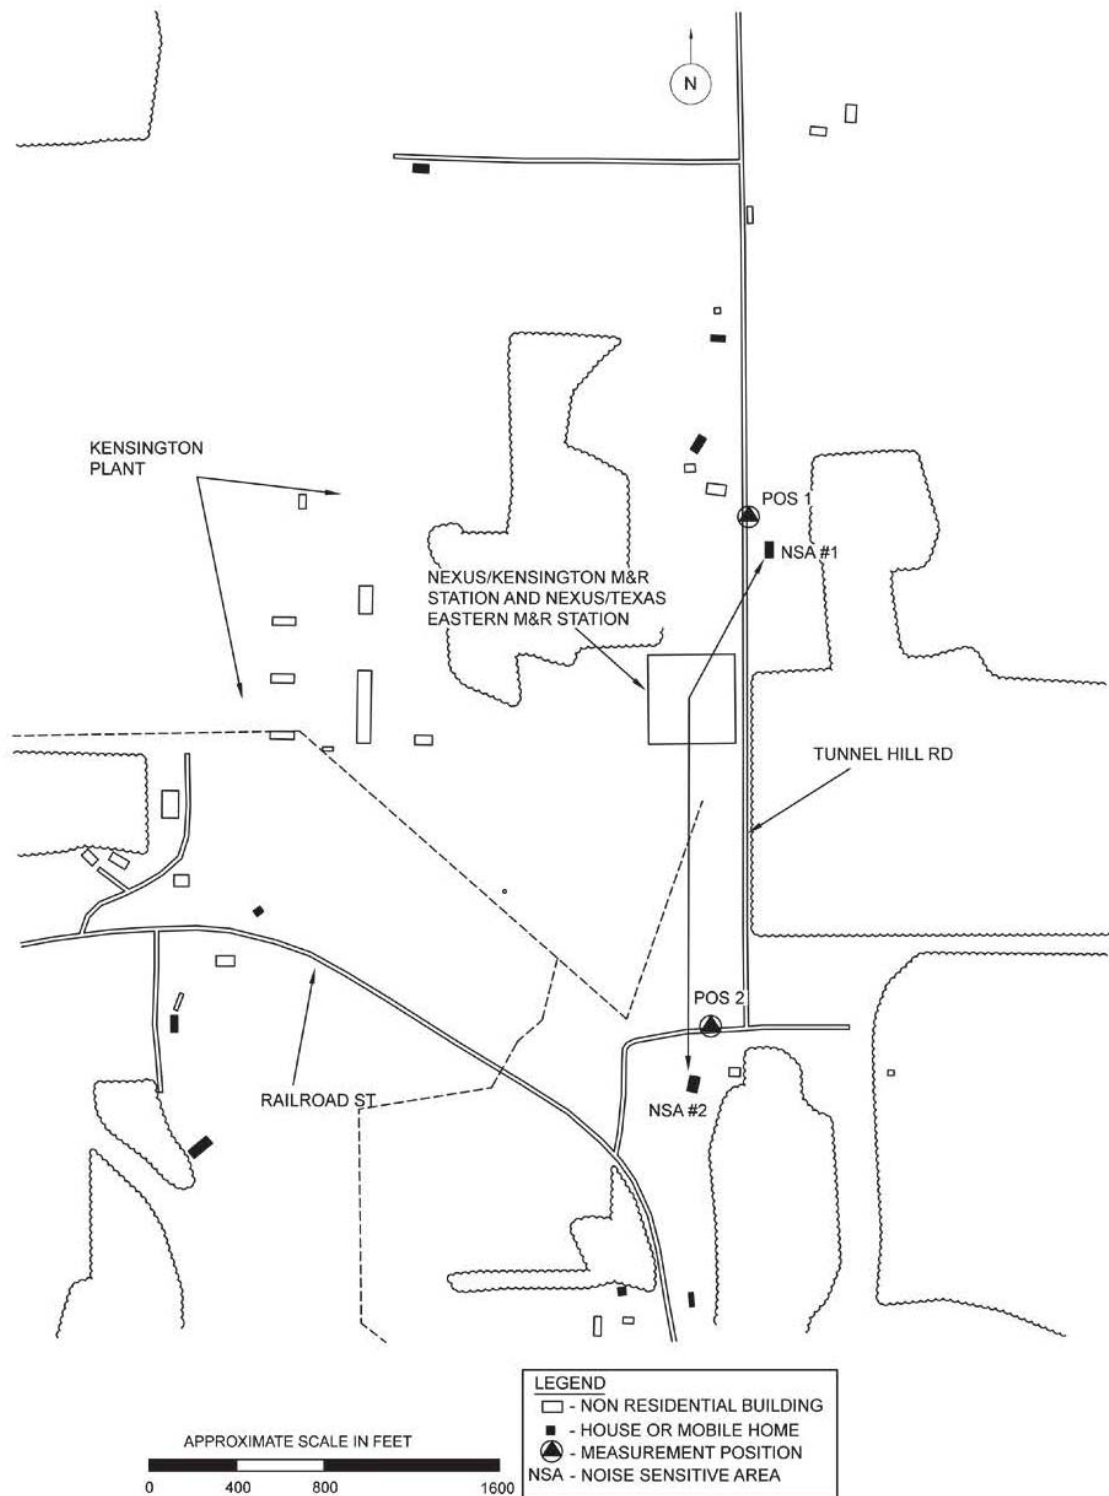 N
KENSINGTON
PLANT
POS 1
NSA #1
NEXUS/KENSINGTON M&R
STATION AND NEXUS/TEXAS
EASTERN M&R STATION
TUNNEL HILL RD
POS 2
RAILROAD ST
NSA #2
LEGEND
- NON RESIDENTIAL BUILDING
- HOUSE OR MOBILE HOME
- MEASUREMENT POSITION
NSA - NOISE SENSITIVE AREA
APPROXIMATE SCALE IN FEET
0 400 800 1600